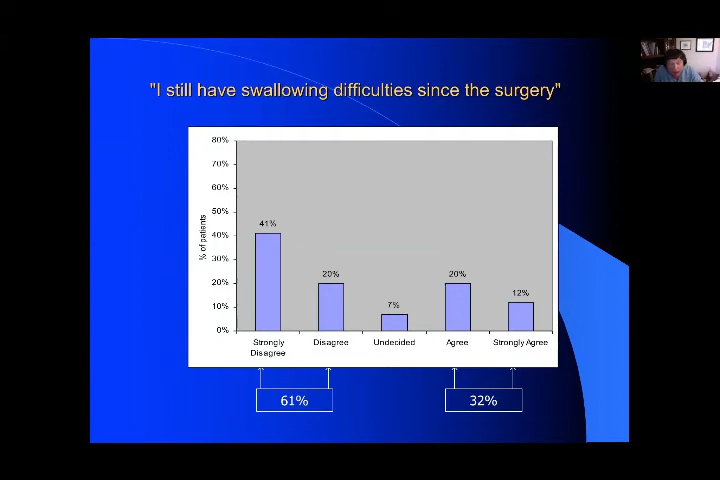 "I still have swallowing difficulties since the surgery"
80%
70%
60%
50%
40%
30%
20%
10%
0%
% of patients
41%
20%
7%
20%
12%
Strongly
Disagree
Disagree
Undecided
Agree
Strongly Agree
61%
32%